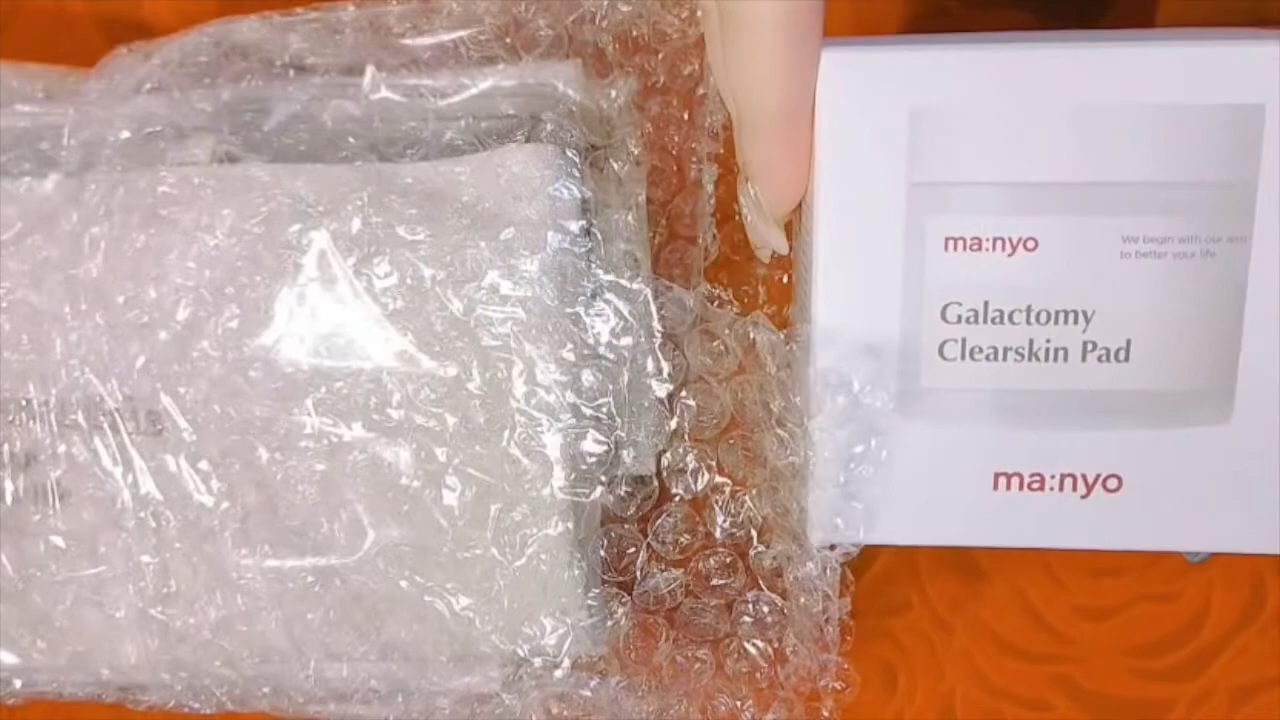 ma:nyo
We begin with our
to better your life
Galactomy
Clearskin Pad
ma:nyo